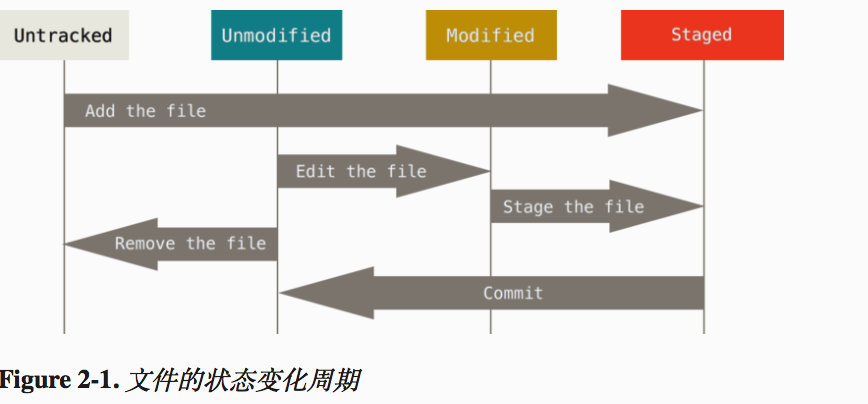 Untracked Unmodified Modified Staged
Add the file
Edit the file
Stage the file
Remove the file
Commit
Figure 2-1. 文件的状态变化周期